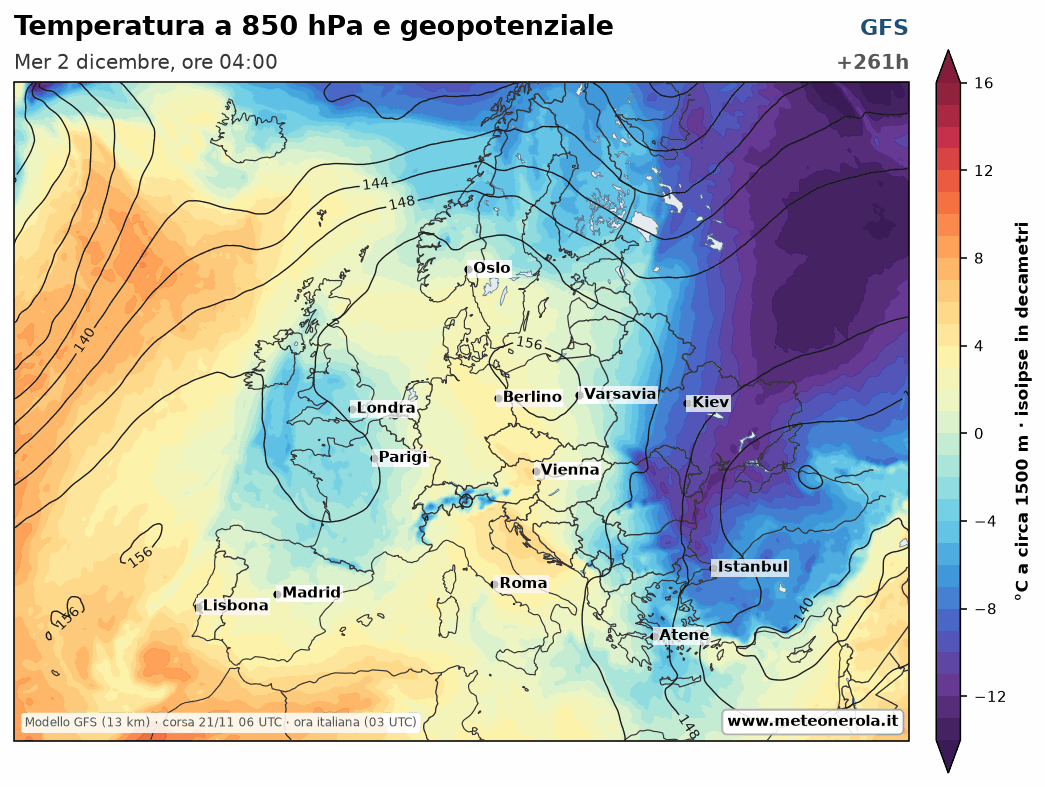 Temperatura a 850 hPa e geopotenziale
GFS
Mer 2 dicembre, ore 04:00
+261h
144
148
140
156
156
156
140
148
Oslo
Berlino
Varsavia
Kiev
Londra
Parigi
Vienna
Istanbul
Roma
Madrid
Lisbona
Atene
16
12
8
4
0
−4
−8
−12
°C a circa 1500 m · isoipse in decametri
Modello GFS (13 km) · corsa 21/11 06 UTC · ora italiana (03 UTC)
www.meteonerola.it